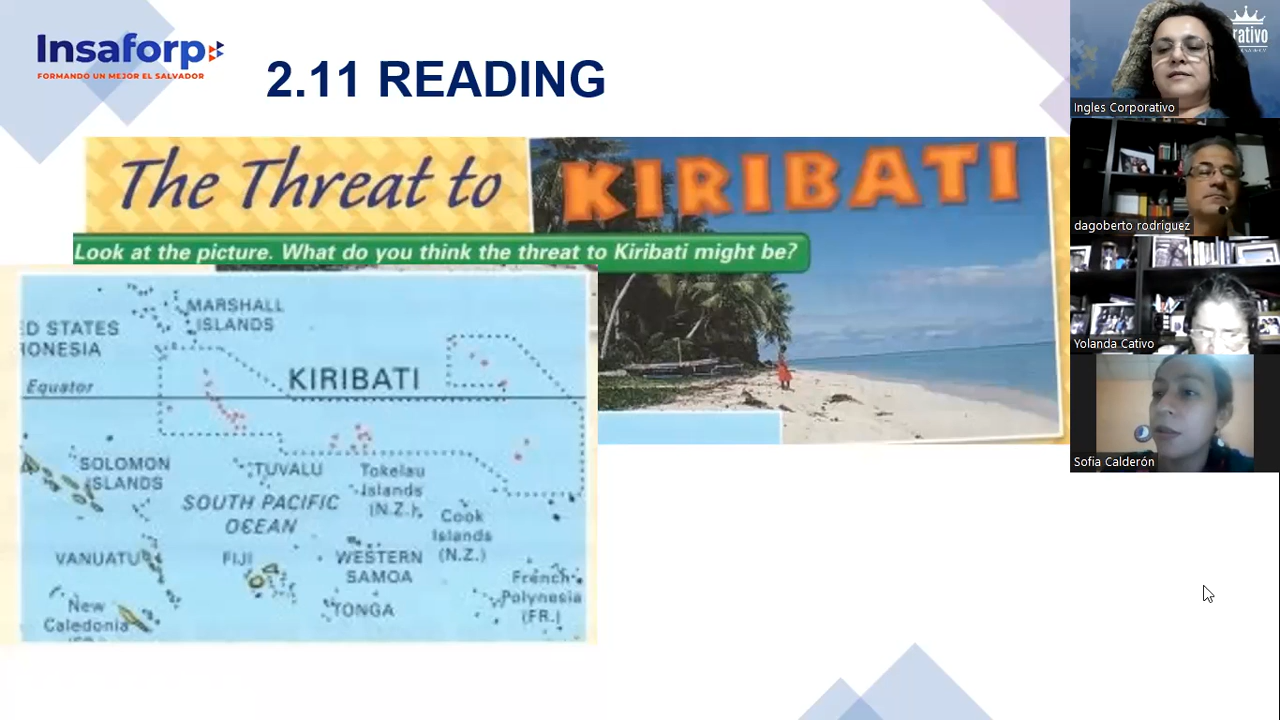 Insaforp
FORMANDO UN MEJOR EL SALVADOR
2.11 READING
The Threat to
KIRIBATI
Look at the picture. What do you think the threat to Kiribati might be?
MARSHALL
ISLANDS
ED STATES
RONESIA
Equator
KIRIBATI
SOLOMON
ISLANDS
TUVALU
Tokelau
Islands
(N.Z.)
SOUTH PACIFIC
OCEAN
Cook
Islands
(N.Z.)
VANUATU
FIJI
WESTERN
SAMOA
French
Polynesia
(FR.)
New
Caledonia
TONGA
rativo
Ingles Corporativo
dagoberto rodríguez
Yolanda Cativo
Sofia Calderón